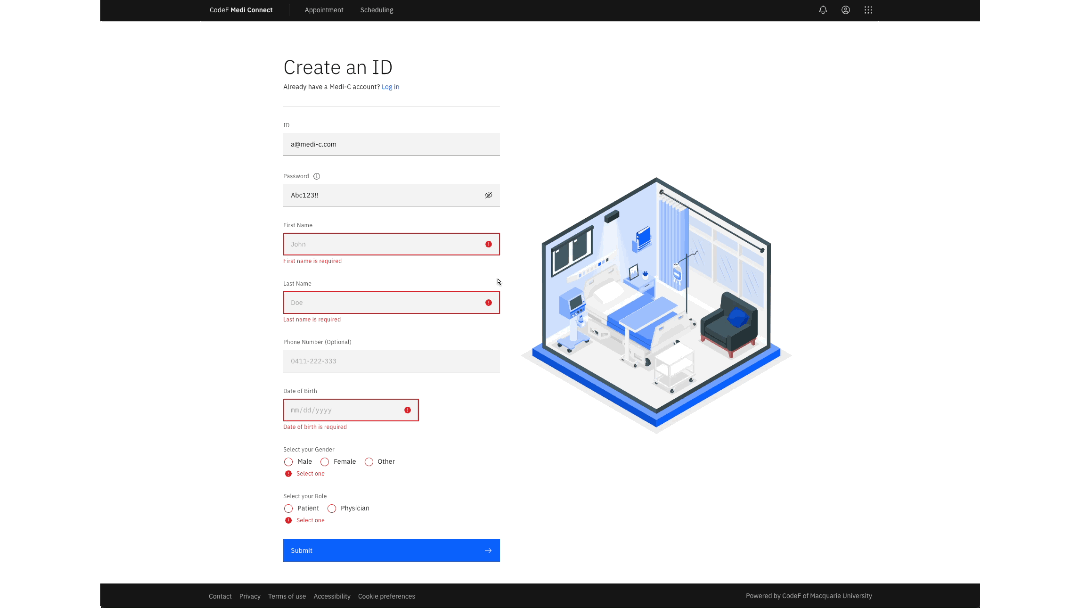 CodeF Medi Connect Appointment Scheduling
Create an ID
Already have a Medi-C account? Log in
ID
a@medi-c.com
Password
Abc123!!
First Name
John
First name is required
Last Name
Doe
Last name is required
Phone Number (Optional)
0411-222-333
Date of Birth
mm/dd/yyyy
Date of birth is required
Select your Gender
Male Female Other
Select one
Select your Role
Patient Physician
Select one
Submit
Contact Privacy Terms of use Accessibility Cookie preferences Powered by CodeF of Macquarie University